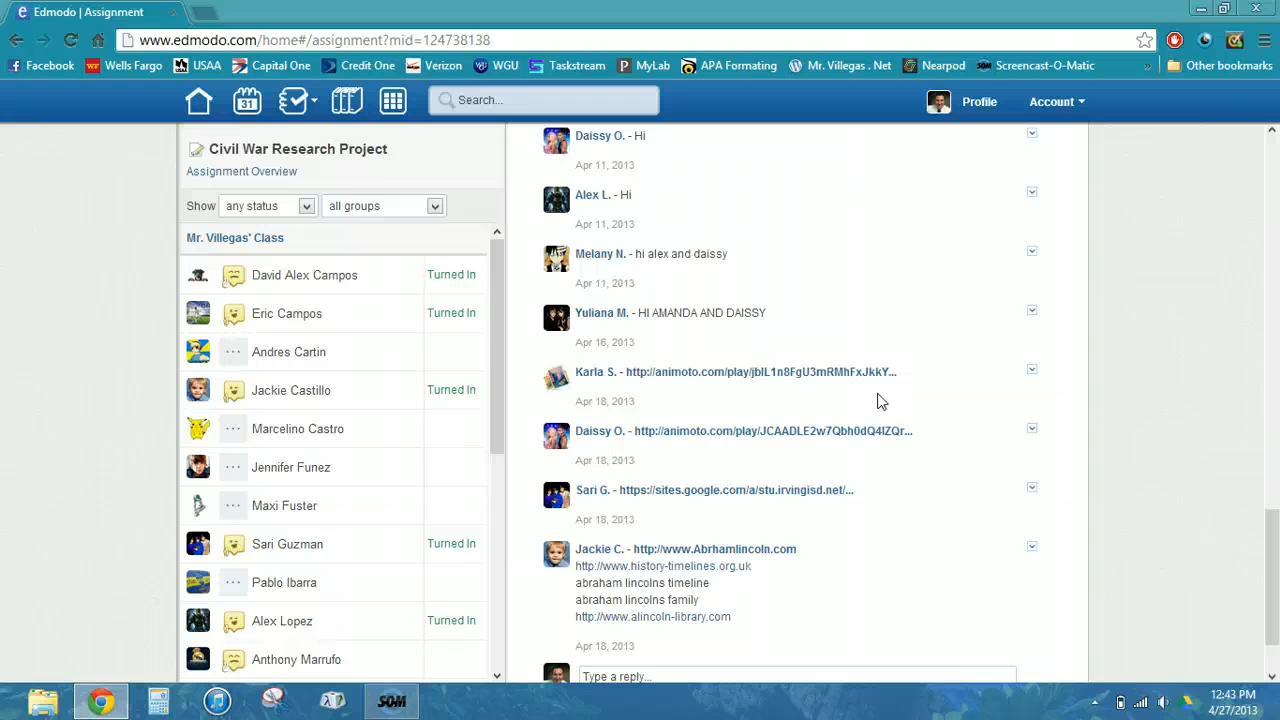 Edmodo | Assignment
www.edmodo.com/home#/assignment?mid=124738138
Facebook Wells Fargo USAA Capital One Credit One Verizon WGU Taskstream MyLab APA Formating Mr. Villegas . Net Nearpod Screencast-O-Matic » Other bookmarks
31 Search... Profile Account
Civil War Research Project
Assignment Overview
Show any status all groups
Mr. Villegas' Class
David Alex Campos Turned In
Eric Campos Turned In
Andres Cartin
Jackie Castillo Turned In
Marcelino Castro
Jennifer Funez
Maxi Fuster
Sari Guzman Turned In
Pablo Ibarra
Alex Lopez Turned In
Anthony Marrufo
Daissy O. - Hi
Apr 11, 2013
Alex L. - Hi
Apr 11, 2013
Melany N. - hi alex and daissy
Apr 11, 2013
Yuliana M. - HI AMANDA AND DAISSY
Apr 16, 2013
Karla S. - http://animoto.com/play/jblL1n8FgU3mRMhFxJkkY...
Apr 18, 2013
Daissy O. - http://animoto.com/play/JCAADLE2w7Qbh0dQ4lZQr...
Apr 18, 2013
Sari G. - https://sites.google.com/a/stu.irvingisd.net/...
Apr 18, 2013
Jackie C. - http://www.Abrhamlincoln.com
http://www.history-timelines.org.uk
abraham lincolns timeline
abraham lincolns family
http://www.alincoln-library.com
Apr 18, 2013
Type a reply...
SOM
12:43 PM
4/27/2013